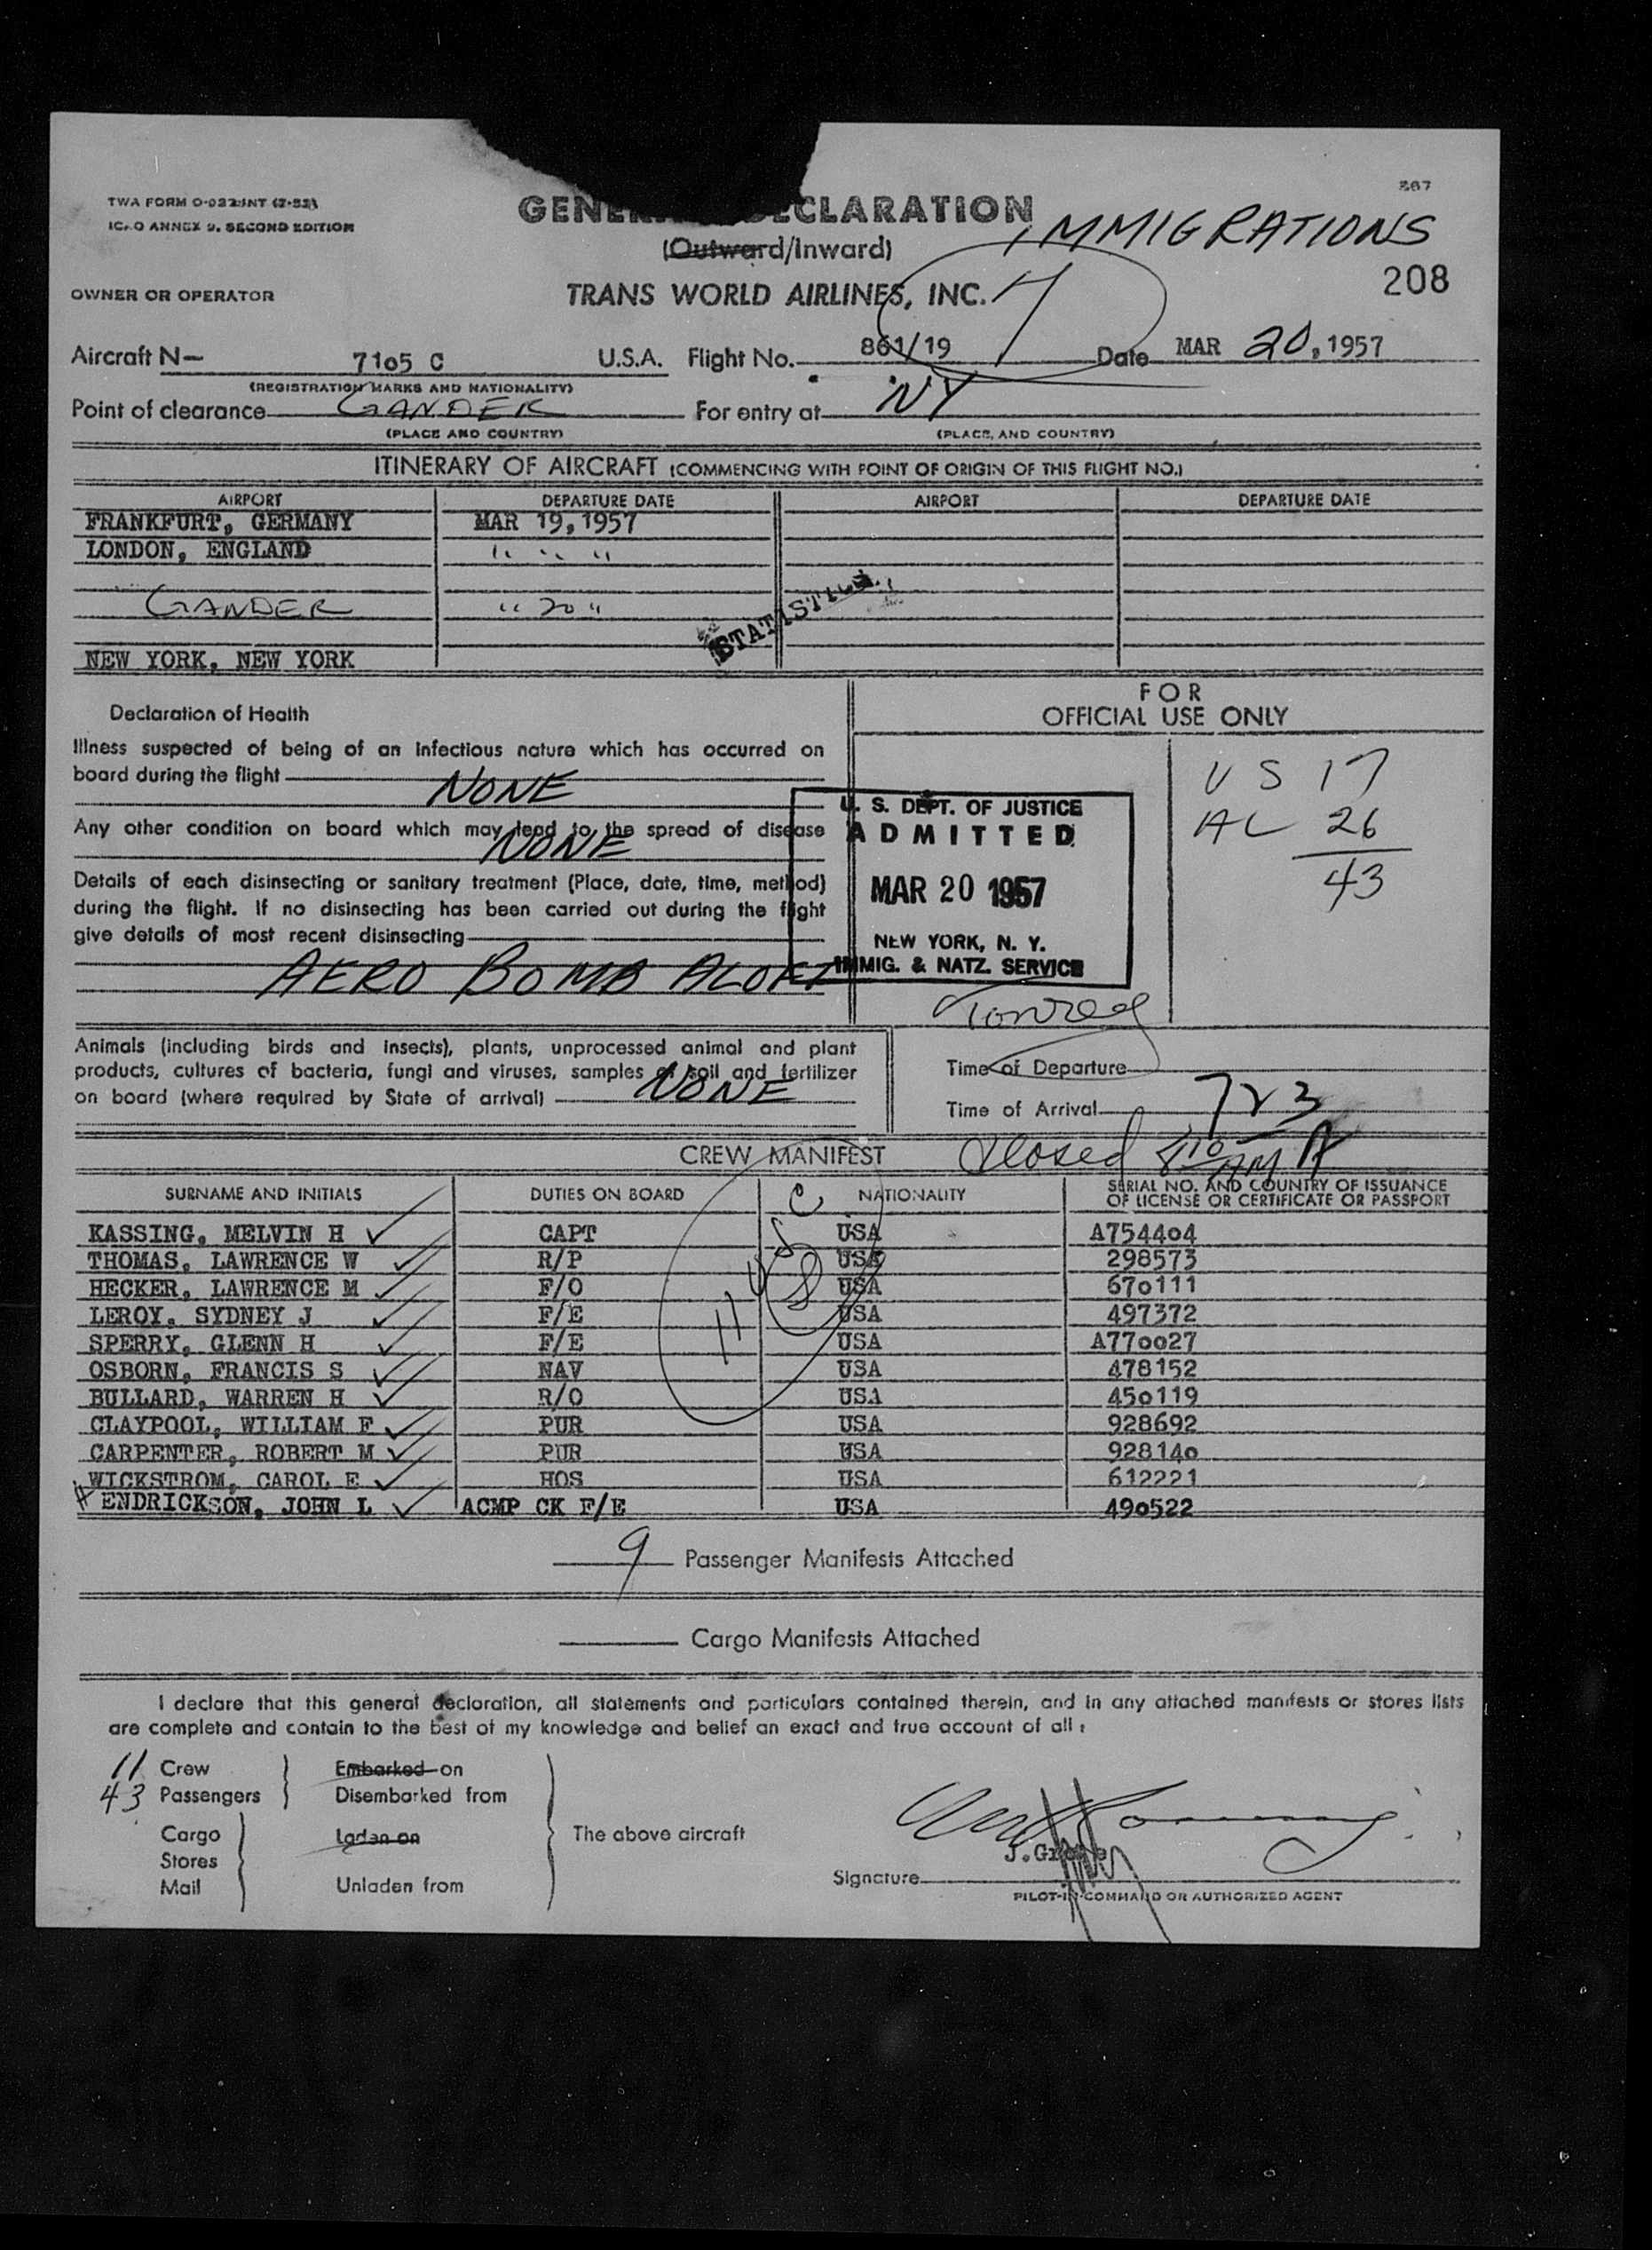 567
TWA FORM O-022-INT (2-53)
ICAO ANNEX 9, SECOND EDITION
GENERAL DECLARATION
(Outward/Inward)
IMMIGRATIONS
208
OWNER OR OPERATOR
TRANS WORLD AIRLINES, INC.
Aircraft N— 7105 C U.S.A. Flight No. 861/19 Date MAR 20, 1957
(REGISTRATION MARKS AND NATIONALITY)
Point of clearance GANDER For entry at NY
(PLACE AND COUNTRY) (PLACE, AND COUNTRY)
ITINERARY OF AIRCRAFT (COMMENCING WITH POINT OF ORIGIN OF THIS FLIGHT NO.)
AIRPORT DEPARTURE DATE AIRPORT DEPARTURE DATE
FRANKFURT, GERMANY MAR 19, 1957
LONDON, ENGLAND " " "
GANDER " 20 "
NEW YORK, NEW YORK
Declaration of Health
Illness suspected of being of an infectious nature which has occurred on
board during the flight NONE
Any other condition on board which may lead to the spread of disease
NONE
Details of each disinsecting or sanitary treatment (Place, date, time, method)
during the flight. If no disinsecting has been carried out during the flight
give details of most recent disinsecting
AERO BOMB ALOFT
FOR
OFFICIAL USE ONLY
US 17
AL 26
43
U. S. DEPT. OF JUSTICE
ADMITTED
MAR 20 1957
NEW YORK, N. Y.
IMMIG. & NATZ. SERVICE
Animals (including birds and insects), plants, unprocessed animal and plant
products, cultures of bacteria, fungi and viruses, samples of soil and fertilizer
on board (where required by State of arrival) NONE
Time of Departure
Time of Arrival 723
Closed 8:10 AM
CREW MANIFEST
SURNAME AND INITIALS DUTIES ON BOARD NATIONALITY SERIAL NO. AND COUNTRY OF ISSUANCE
OF LICENSE OR CERTIFICATE OR PASSPORT
11 USC
KASSING, MELVIN H CAPT USA A754404
THOMAS, LAWRENCE W R/P USA 298573
HECKER, LAWRENCE M F/O USA 670111
LEROY, SYDNEY J F/E USA 497372
SPERRY, GLENN H F/E USA A770027
OSBORN, FRANCIS S NAV USA 478152
BULLARD, WARREN H R/O USA 450119
CLAYPOOL, WILLIAM F PUR USA 928692
CARPENTER, ROBERT M PUR USA 928140
WICKSTROM, CAROL E HOS USA 612221
HENDRICKSON, JOHN L ACMP CK F/E USA 490522
9 Passenger Manifests Attached
Cargo Manifests Attached
I declare that this general declaration, all statements and particulars contained therein, and in any attached manifests or stores lists
are complete and contain to the best of my knowledge and belief an exact and true account of all :
11 Crew Embarked on
43 Passengers Disembarked from
Cargo Laden on The above aircraft
Stores
Mail Unladen from
Signature
PILOT-IN-COMMAND OR AUTHORIZED AGENT